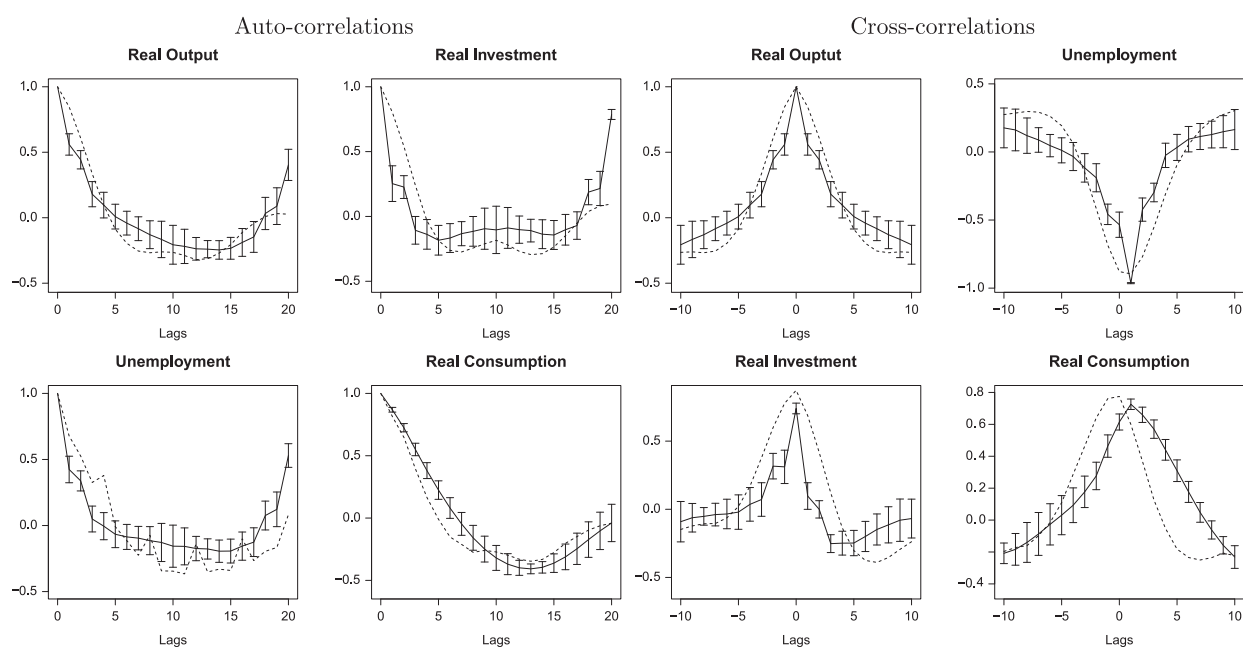 Auto-correlations
Cross-correlations
Real Output
Real Investment
Real Ouptut
Unemployment
1.0
0.5
0.0
−0.5
0 5 10 15 20
Lags
1.0
0.5
0.0
−0.5
0 5 10 15 20
Lags
1.0
0.5
0.0
−0.5
−10 −5 0 5 10
Lags
0.5
0.0
−0.5
−1.0
−10 −5 0 5 10
Lags
Unemployment
Real Consumption
Real Investment
Real Consumption
1.0
0.5
0.0
−0.5
0 5 10 15 20
Lags
1.0
0.5
0.0
−0.5
0 5 10 15 20
Lags
0.5
0.0
−0.5
−10 −5 0 5 10
Lags
0.8
0.4
0.0
−0.4
−10 −5 0 5 10
Lags